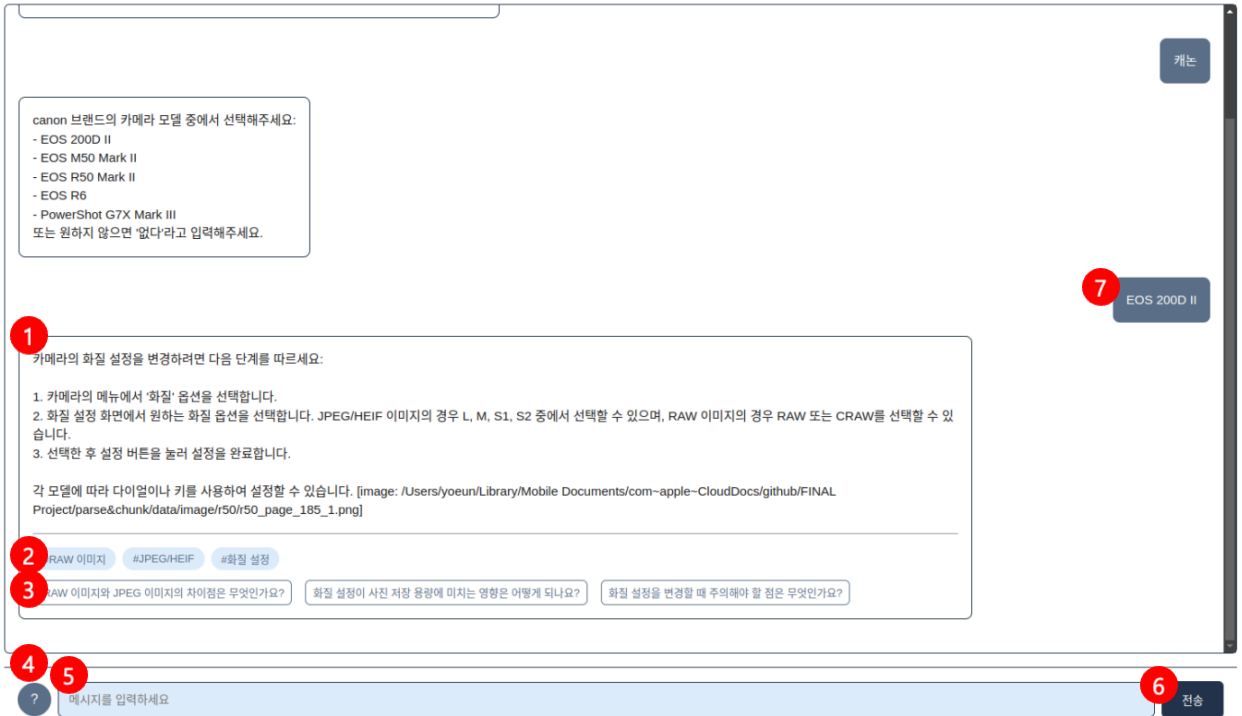 캐논
canon 브랜드의 카메라 모델 중에서 선택해주세요:
- EOS 200D II
- EOS M50 Mark II
- EOS R50 Mark II
- EOS R6
- PowerShot G7X Mark III
또는 원하지 않으면 '없다'라고 입력해주세요.
7
EOS 200D II
1
카메라의 화질 설정을 변경하려면 다음 단계를 따르세요:
1. 카메라의 메뉴에서 '화질' 옵션을 선택합니다.
2. 화질 설정 화면에서 원하는 화질 옵션을 선택합니다. JPEG/HEIF 이미지의 경우 L, M, S1, S2 중에서 선택할 수 있으며, RAW 이미지의 경우 RAW 또는 CRAW를 선택할 수 있
습니다.
3. 선택한 후 설정 버튼을 눌러 설정을 완료합니다.
각 모델에 따라 다이얼이나 키를 사용하여 설정할 수 있습니다. [image: /Users/yoeun/Library/Mobile Documents/com~apple~CloudDocs/github/FINAL
Project/parse&chunk/data/image/r50/r50_page_185_1.png]
2
RAW 이미지 #JPEG/HEIF #화질 설정
3
RAW 이미지와 JPEG 이미지의 차이점은 무엇인가요? 화질 설정이 사진 저장 용량에 미치는 영향은 어떻게 되나요? 화질 설정을 변경할 때 주의해야 할 점은 무엇인가요?
4
5
6
? 메시지를 입력하세요 전송